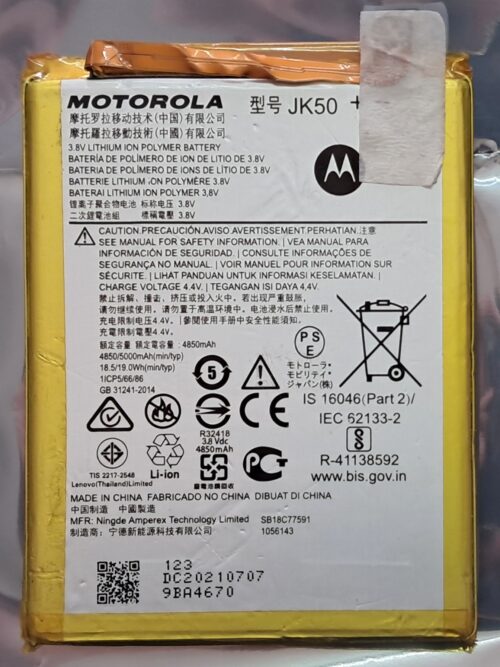 MOTOROLA 型号 JK50 +
摩托罗拉移动技术(中国)有限公司
摩托羅拉移動技術(中國)有限公司
3.8V LITHIUM ION POLYMER BATTERY
BATERÍA DE POLÍMERO DE ION DE LITIO DE 3.8V
BATERIA DE POLÍMERO DE ÍONS DE LITIO DE 3.8V
BATTERIE LITHIUM-ION POLYMÈRE 3.8V
BATERAI LITHIUM ION POLYMER 3,8V
锂离子聚合物电池 标称电压 3.8V
二次鋰電池組 標稱電壓 3.8V
CAUTION.PRECAUCIÓN.AVISO AVERTISSEMENT.PERHATIAN.注意
SEE MANUAL FOR SAFETY INFORMATION. | VEA MANUAL PARA
INFORMACIÓN DE SEGURIDAD. | CONSULTE INFORMAÇÕES DE
SEGURANÇA NO MANUAL. | VOIR MANUEL POUR INFORMATION SUR
SÉCURITÉ. | LIHAT PANDUAN UNTUK INFORMASI KESELAMATAN. |
CHARGE VOLTAGE 4.4V. | TEGANGAN ISI DAYA 4,4V.
禁止拆解、撞击、挤压或投入火中。若出现严重鼓胀,
请勿继续使用。请勿置于高温环境中。电池浸水后禁止使用。
充电限制电压4.4V。请参阅使用手册中安全性能须知。
充電限制電壓4.4V。
額定容量 额定容量: 4850mAh
4850/5000mAh(min/typ)
18.5/19.0Wh(min/typ)
1ICP5/66/86
GB 31241-2014
5
PS
E
モトローラ・
モビリティ・
ジャパン(株)
IS 16046(Part 2)/
IEC 62133-2
R-41138592
www.bis.gov.in
R32418
3.8 Vdc
4850mAh
CE
TIS 2217-2548
Lenovo(Thailand)Limited
Li-ion
廢電池請回收
MADE IN CHINA FABRICADO NO CHINA DIBUAT DI CHINA
中国制造 中國製造
MFR: Ningde Amperex Technology Limited SB18C77591
制造商: 宁德新能源科技有限公司 1056143
123
DC20210707
9BA4670